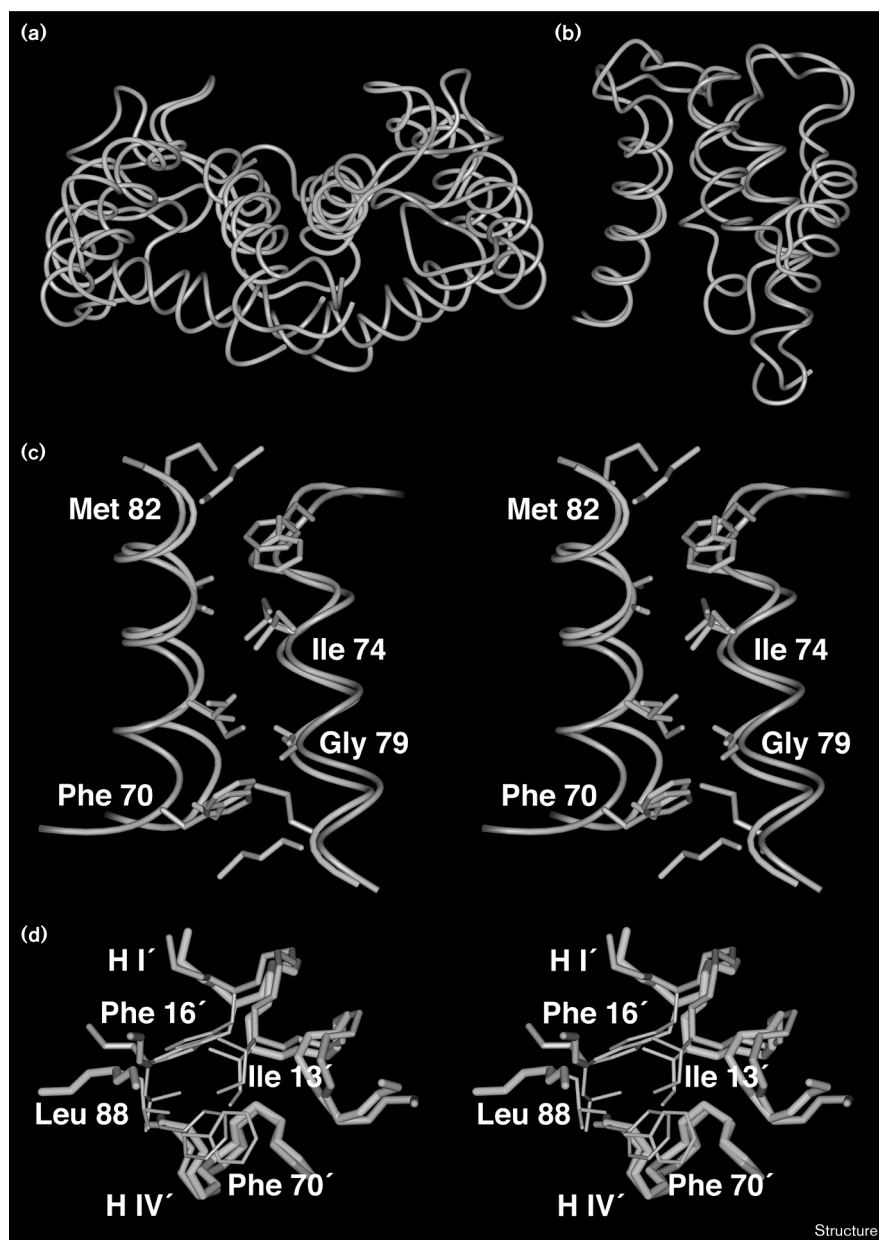 (a)
(b)
(c)
Met 82
Met 82
Ile 74
Ile 74
Gly 79
Gly 79
Phe 70
Phe 70
(d)
H I´
H I´
Phe 16´
Phe 16´
Ile 13´
Ile 13´
Leu 88
Leu 88
Phe 70´
Phe 70´
H IV´
H IV´
Structure